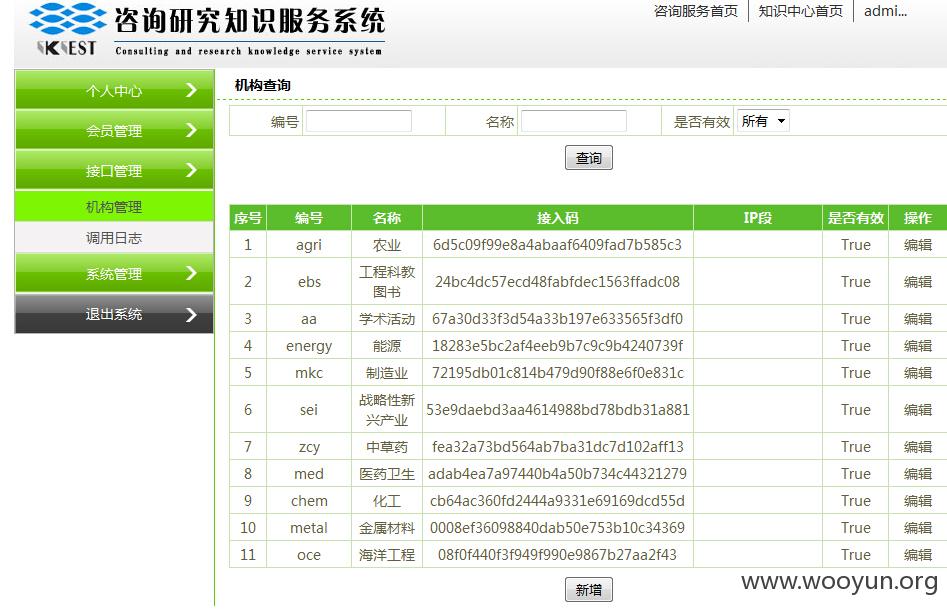 咨询服务首页 知识中心首页 admi...
IKCEST 咨询研究知识服务系统
Consulting and research knowledge service system
个人中心
会员管理
接口管理
机构管理
调用日志
系统管理
退出系统
机构查询
编号 名称 是否有效 所有
查询
序号 编号 名称 接入码 IP段 是否有效 操作
1 agri 农业 6d5c09f99e8a4abaaf6409fad7b585c3 True 编辑
2 ebs 工程科教图书 24bc4dc57ecd48fabfdec1563ffadc08 True 编辑
3 aa 学术活动 67a30d33f3d54a33b197e633565f3df0 True 编辑
4 energy 能源 18283e5bc2af4eeb9b7c9c9b4240739f True 编辑
5 mkc 制造业 72195db01c814b479d90f88e6f0e831c True 编辑
6 sei 战略性新兴产业 53e9daebd3aa4614988bd78bdb31a881 True 编辑
7 zcy 中草药 fea32a73bd564ab7ba31dc7d102aff13 True 编辑
8 med 医药卫生 adab4ea7a97440b4a50b734c44321279 True 编辑
9 chem 化工 cb64ac360fd2444a9331e69169dcd55d True 编辑
10 metal 金属材料 0008ef36098840dab50e753b10c34369 True 编辑
11 oce 海洋工程 08f0f440f3f949f990e9867b27aa2f43 True 编辑
新增
www.wooyun.org